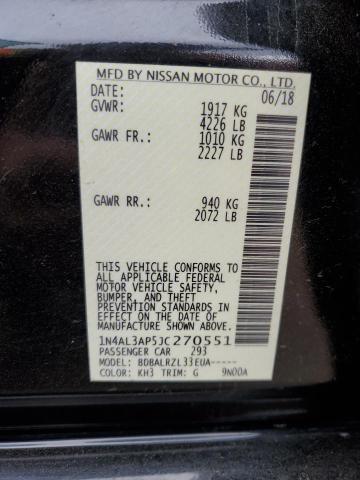 MFD BY NISSAN MOTOR CO., LTD.
DATE: 06/18
GVWR: 1917 KG
4226 LB
GAWR FR.: 1010 KG
2227 LB
GAWR RR.: 940 KG
2072 LB
THIS VEHICLE CONFORMS TO
ALL APPLICABLE FEDERAL
MOTOR VEHICLE SAFETY,
BUMPER, AND THEFT
PREVENTION STANDARDS IN
EFFECT ON THE DATE OF
MANUFACTURE SHOWN ABOVE.
1N4AL3AP5JC270551
PASSENGER CAR 293
MODEL: BDBALRZL33EUA-----
COLOR: KH3 TRIM: G 9N00A